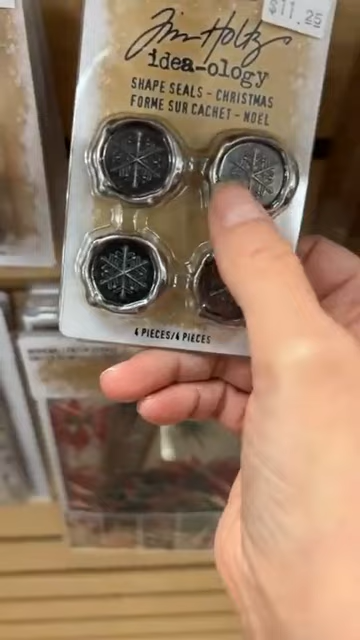 $11.25
Tim Holtz
idea-ology
SHAPE SEALS - CHRISTMAS
FORME SUR CACHET - NOEL
4 PIECES/4 PIECES